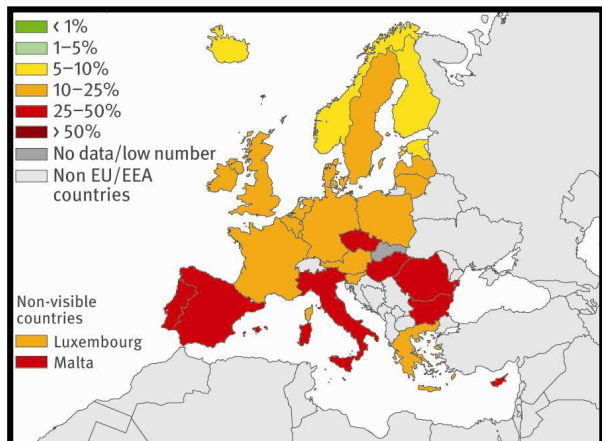 < 1%
1–5%
5–10%
10–25%
25–50%
> 50%
No data/low number
Non EU/EEA
countries
Non-visible
countries
Luxembourg
Malta